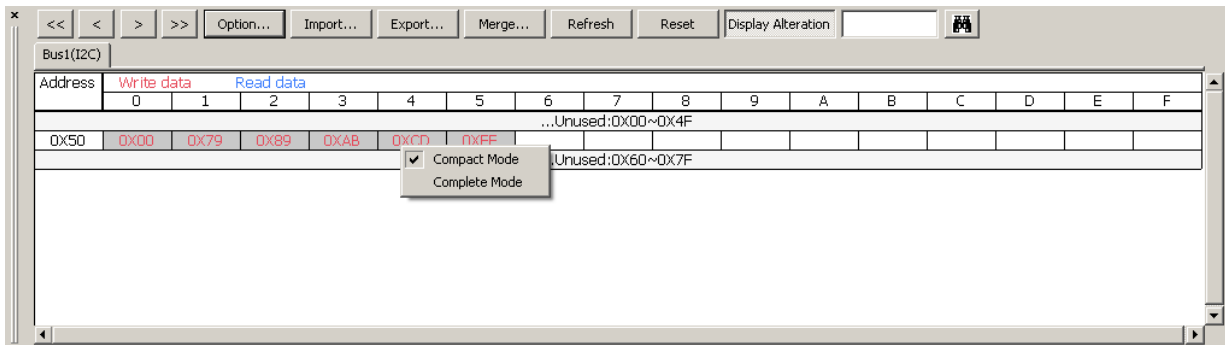 × << < > >> Option... Import... Export... Merge... Refresh Reset Display Alteration
Bus1(I2C)
Address Write data Read data
0 1 2 3 4 5 6 7 8 9 A B C D E F
...Unused:0X00~0X4F
0X50 0X00 0X79 0X89 0XAB 0XCD 0XEF
..Unused:0X60~0X7F
✔ Compact Mode
Complete Mode